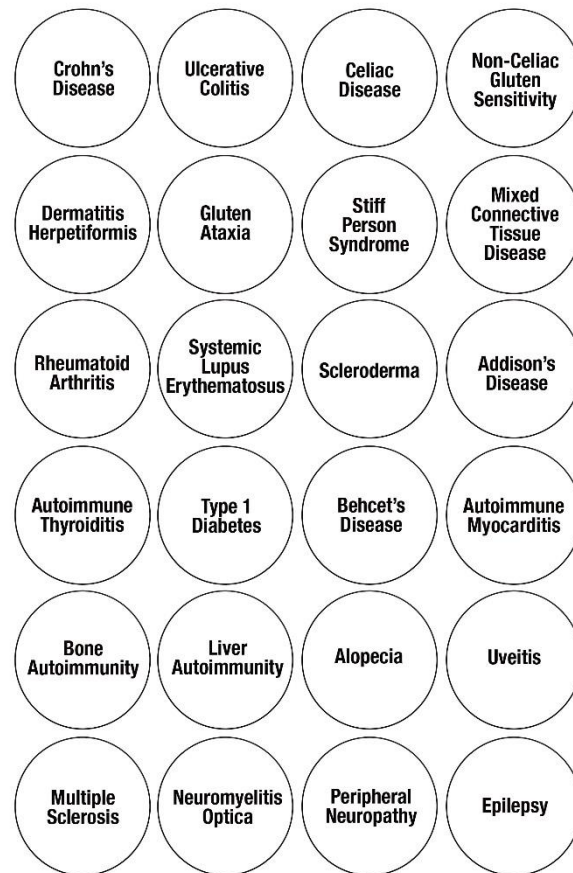 Crohn's
Disease
Ulcerative
Colitis
Celiac
Disease
Non-Celiac
Gluten
Sensitivity
Dermatitis
Herpetiformis
Gluten
Ataxia
Stiff
Person
Syndrome
Mixed
Connective
Tissue
Disease
Rheumatoid
Arthritis
Systemic
Lupus
Erythematosus
Scleroderma
Addison's
Disease
Autoimmune
Thyroiditis
Type 1
Diabetes
Behcet's
Disease
Autoimmune
Myocarditis
Bone
Autoimmunity
Liver
Autoimmunity
Alopecia
Uveitis
Multiple
Sclerosis
Neuromyelitis
Optica
Peripheral
Neuropathy
Epilepsy